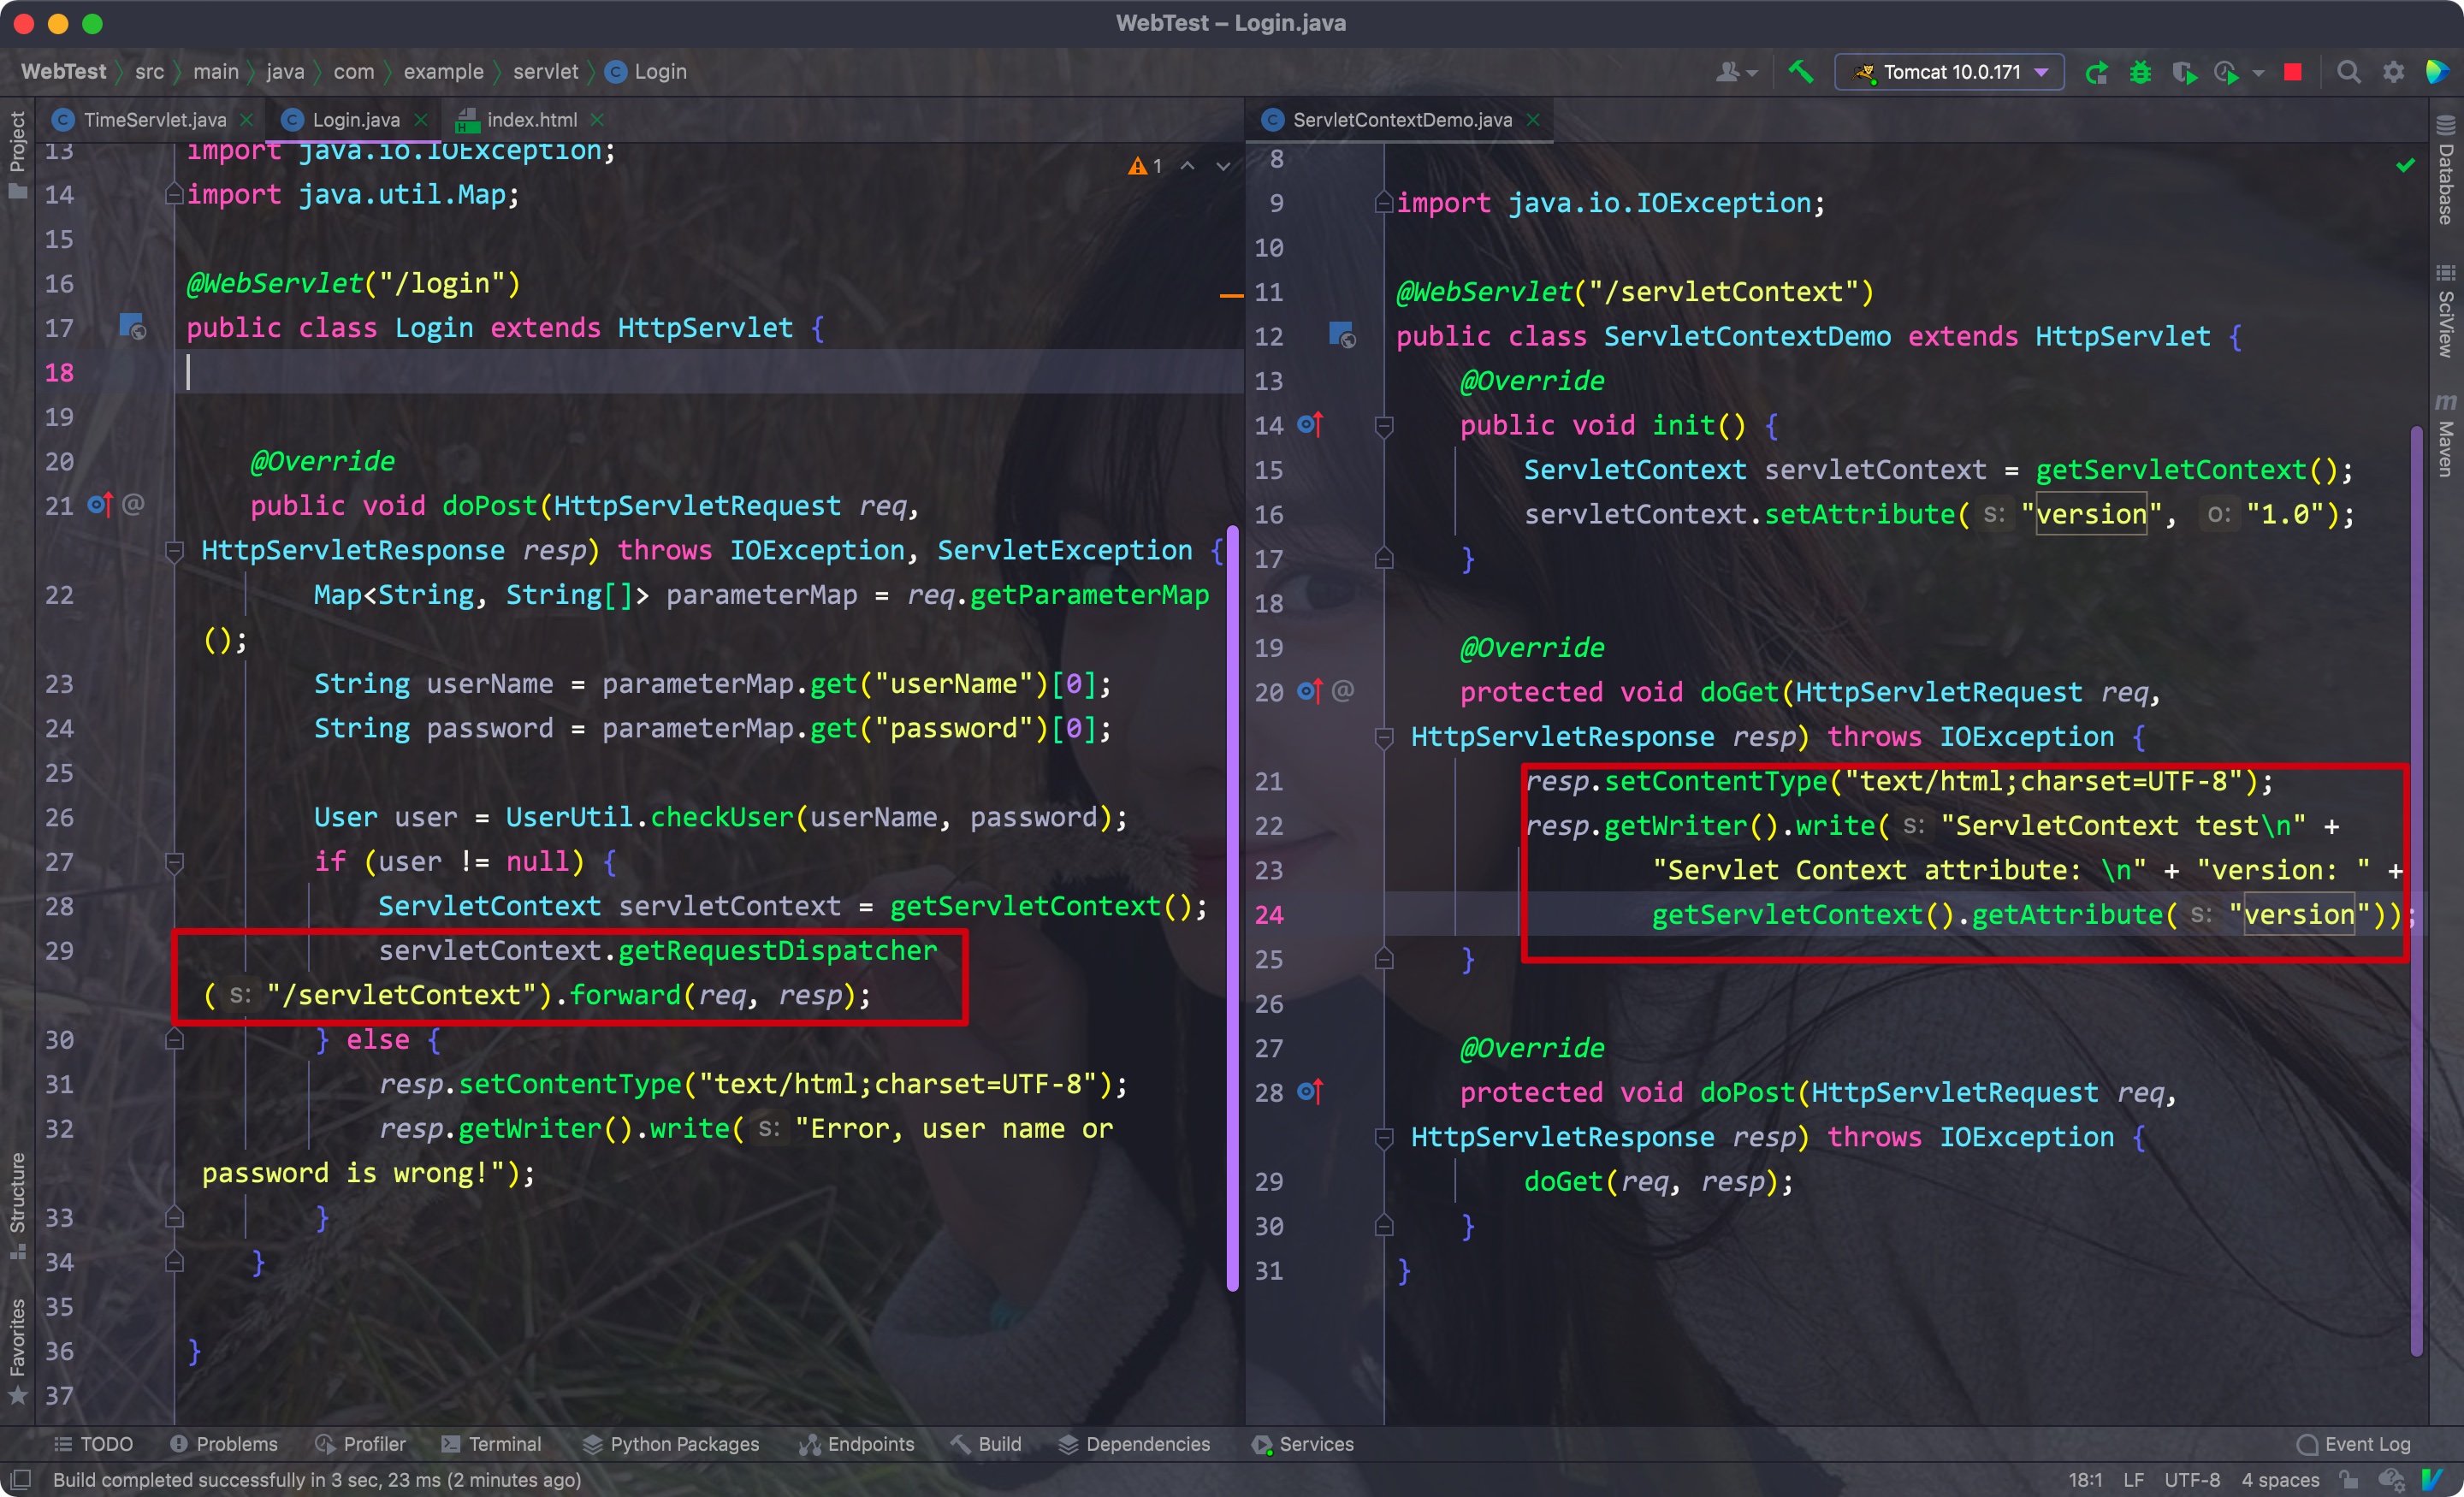 WebTest – Login.java
WebTest src main java com example servlet Login
Tomcat 10.0.171
Project
TimeServlet.java
Login.java
index.html
1
13 import java.io.IOException;
14 import java.util.Map;
15
16 @WebServlet("/login")
17 public class Login extends HttpServlet {
18
19
20 @Override
21 public void doPost(HttpServletRequest req,
HttpServletResponse resp) throws IOException, ServletException {
22 Map<String, String[]> parameterMap = req.getParameterMap
();
23 String userName = parameterMap.get("userName")[0];
24 String password = parameterMap.get("password")[0];
25
26 User user = UserUtil.checkUser(userName, password);
27 if (user != null) {
28 ServletContext servletContext = getServletContext();
29 servletContext.getRequestDispatcher
( s: "/servletContext").forward(req, resp);
30 } else {
31 resp.setContentType("text/html;charset=UTF-8");
32 resp.getWriter().write( s: "Error, user name or
password is wrong!");
33 }
34 }
35
36 }
37
ServletContextDemo.java
8
9 import java.io.IOException;
10
11 @WebServlet("/servletContext")
12 public class ServletContextDemo extends HttpServlet {
13 @Override
14 public void init() {
15 ServletContext servletContext = getServletContext();
16 servletContext.setAttribute( s: "version", o: "1.0");
17 }
18
19 @Override
20 protected void doGet(HttpServletRequest req,
HttpServletResponse resp) throws IOException {
21 resp.setContentType("text/html;charset=UTF-8");
22 resp.getWriter().write( s: "ServletContext test\n" +
23 "Servlet Context attribute: \n" + "version: " +
24 getServletContext().getAttribute( s: "version"));
25 }
26
27 @Override
28 protected void doPost(HttpServletRequest req,
HttpServletResponse resp) throws IOException {
29 doGet(req, resp);
30 }
31 }
Database
SciView
m Maven
Structure
Favorites
TODO Problems Profiler Terminal Python Packages Endpoints Build Dependencies Services Event Log
Build completed successfully in 3 sec, 23 ms (2 minutes ago) 18:1 LF UTF-8 4 spaces